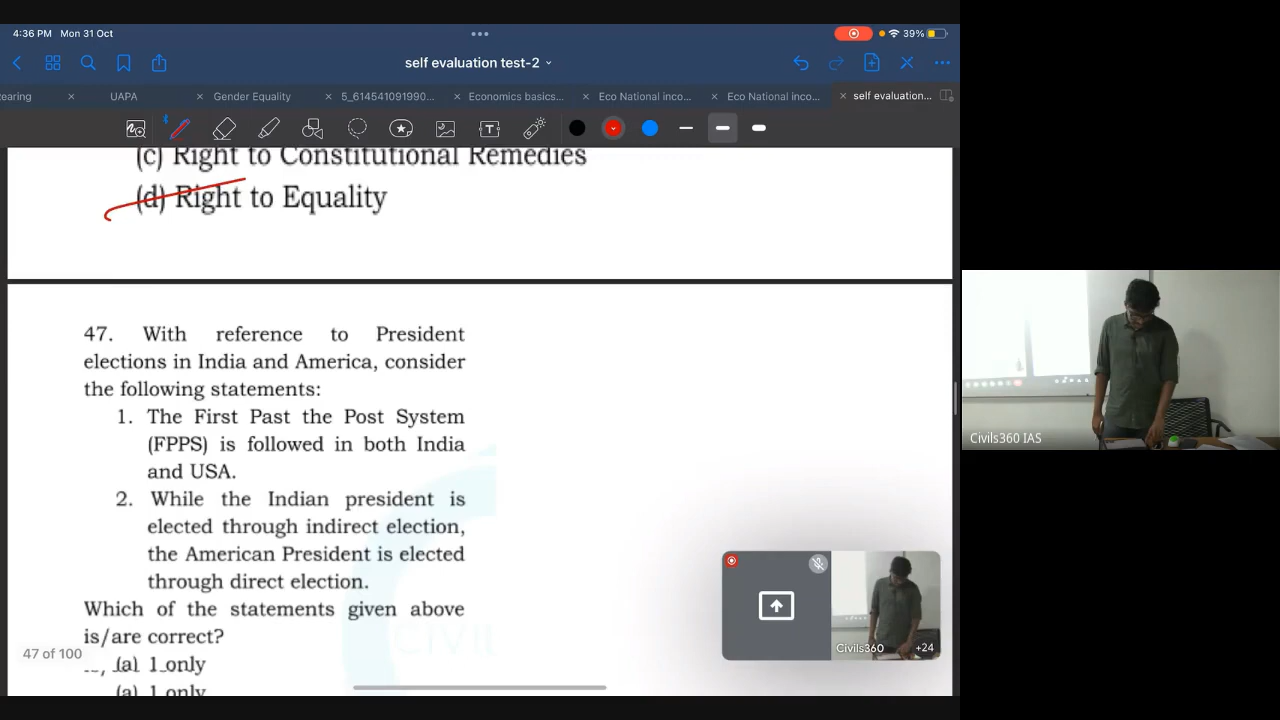 4:36 PM Mon 31 Oct
39%
self evaluation test-2
earing
UAPA
Gender Equality
5_614541091990...
Economics basics...
Eco National inco...
Eco National inco...
self evaluation...
(c) Right to Constitutional Remedies
(d) Right to Equality
47. With reference to President
elections in India and America, consider
the following statements:
1. The First Past the Post System
(FPPS) is followed in both India
and USA.
2. While the Indian president is
elected through indirect election,
the American President is elected
through direct election.
Which of the statements given above
is/are correct?
47 of 100
(a) 1 only
(a) 1 only
CIVIL
Civils360
+24
Civils360 IAS